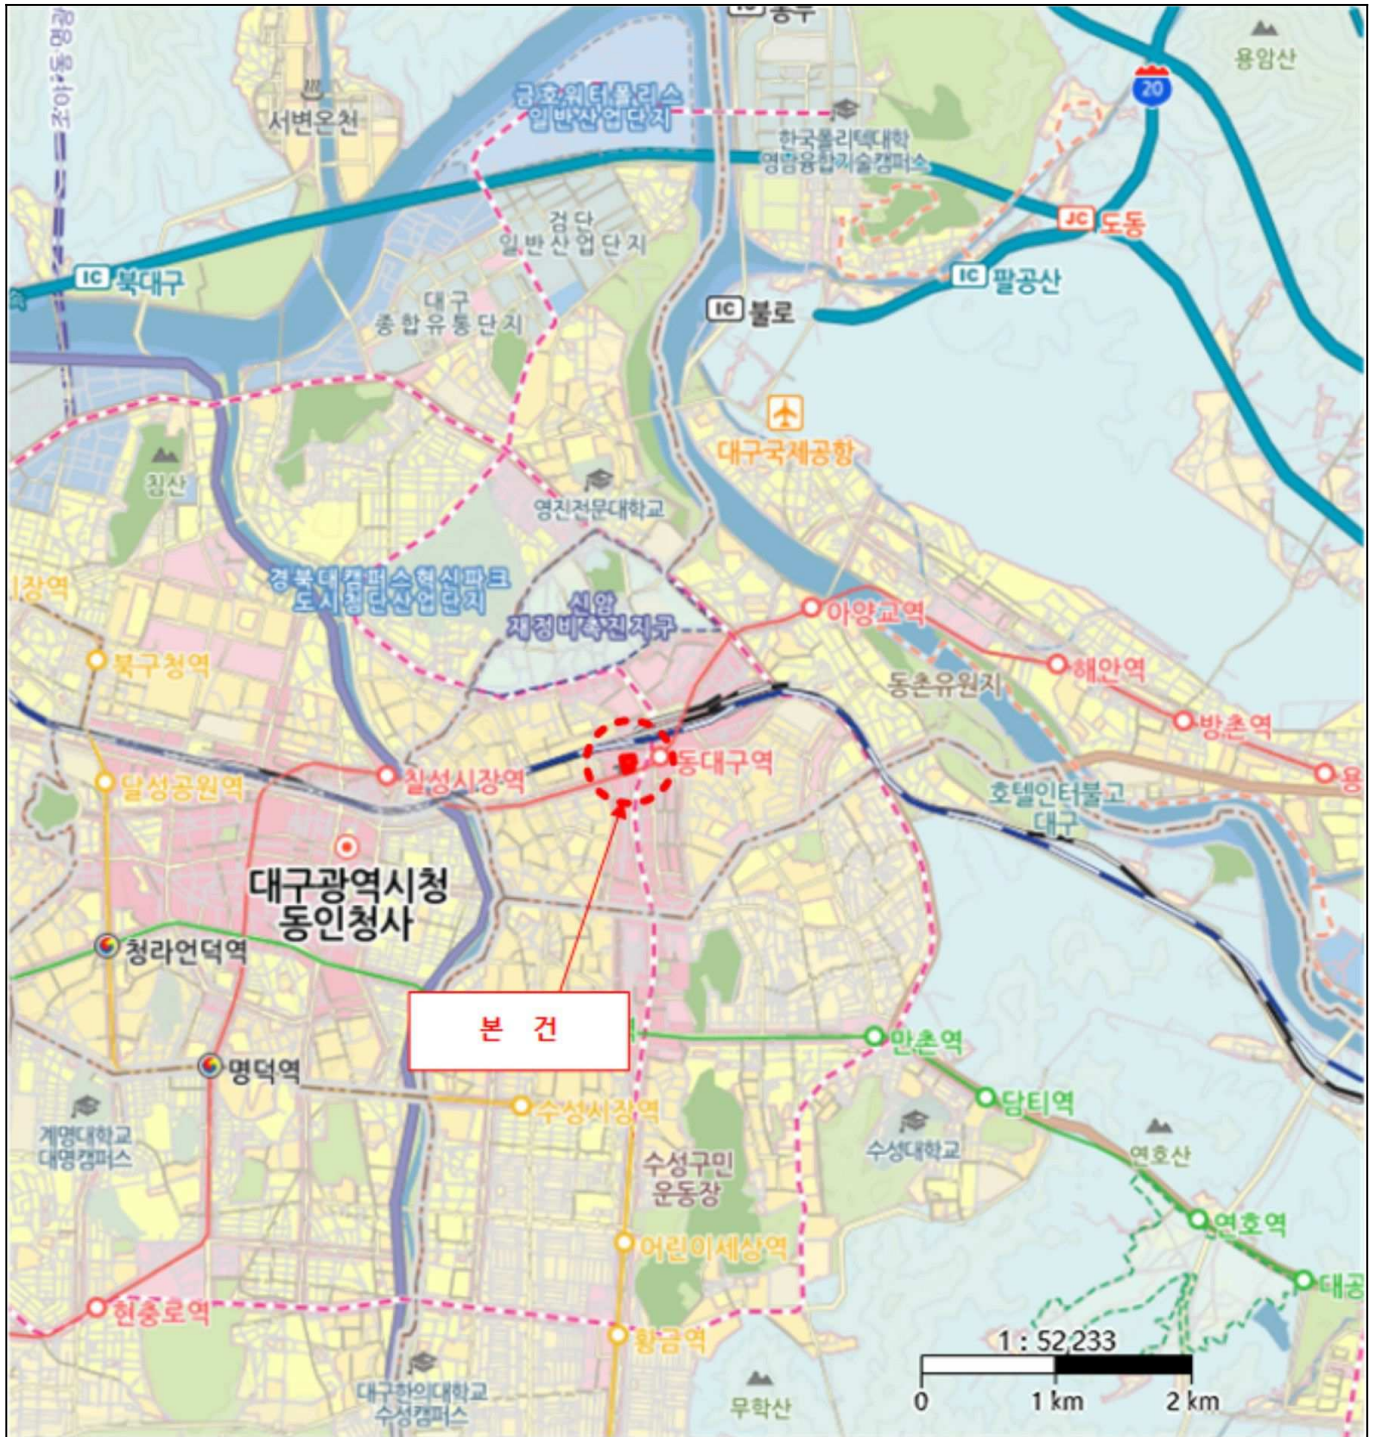 동부
용암산
조야동 명광
서변온천
금호워터폴리스
일반산업단지
20
한국폴리텍대학
영남융합기술캠퍼스
검단
일반산업단지
JC 도동
IC 북대구
IC 팔공산
대구
종합유통단지
IC 불로
대구국제공항
침산
영진전문대학교
경북대캠퍼스혁신파크
도시첨단산업단지
신암
재정비촉진지구
아양교역
시장역
북구청역
해안역
동촌유원지
방촌역
동대구역
칠성시장역
달성공원역
용
호텔인터불고
대구
대구광역시청
동인청사
청라언덕역
본 건
만촌역
명덕역
담티역
수성시장역
계명대학교
대명캠퍼스
수성대학교
연호산
수성구민
운동장
연호역
어린이세상역
대공
현충로역
황금역
1 : 52,233
대구한의대학교
수성캠퍼스
무학산
0 1 km 2 km